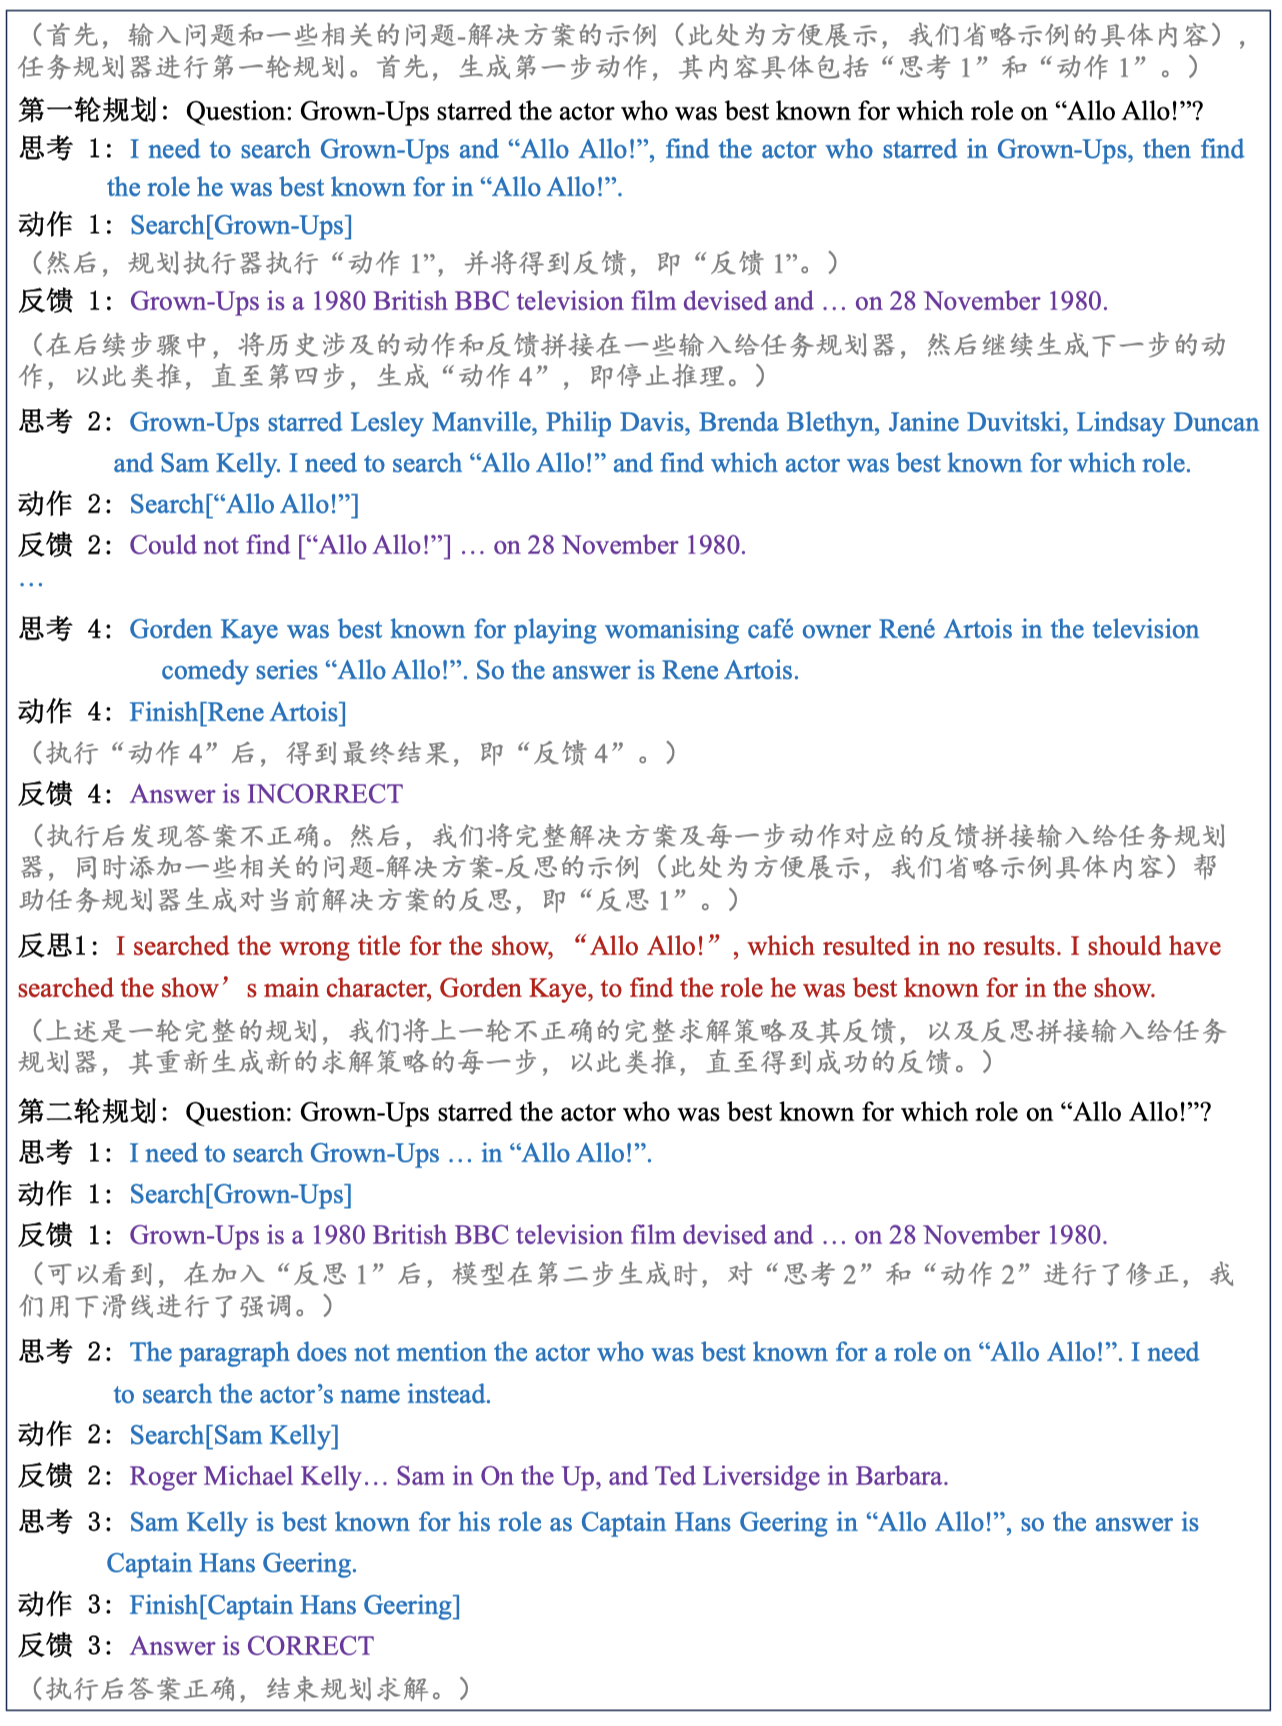 （首先，输入问题和一些相关的问题-解决方案的示例（此处为方便展示，我们省略示例的具体内容），
任务规划器进行第一轮规划。首先，生成第一步动作，其内容具体包括“思考 1”和“动作 1”。）
第一轮规划：Question: Grown-Ups starred the actor who was best known for which role on “Allo Allo!”?
思考 1：I need to search Grown-Ups and “Allo Allo!”, find the actor who starred in Grown-Ups, then find
the role he was best known for in “Allo Allo!”.
动作 1：Search[Grown-Ups]
（然后，规划执行器执行“动作 1”，并将得到反馈，即“反馈 1”。）
反馈 1：Grown-Ups is a 1980 British BBC television film devised and … on 28 November 1980.
（在后续步骤中，将历史涉及的动作和反馈拼接在一些输入给任务规划器，然后继续生成下一步的动
作，以此类推，直至第四步，生成“动作 4”，即停止推理。）
思考 2：Grown-Ups starred Lesley Manville, Philip Davis, Brenda Blethyn, Janine Duvitski, Lindsay Duncan
and Sam Kelly. I need to search “Allo Allo!” and find which actor was best known for which role.
动作 2：Search[“Allo Allo!”]
反馈 2：Could not find [“Allo Allo!”] … on 28 November 1980.
…
思考 4：Gorden Kaye was best known for playing womanising café owner René Artois in the television
comedy series “Allo Allo!”. So the answer is Rene Artois.
动作 4：Finish[Rene Artois]
（执行“动作 4”后，得到最终结果，即“反馈 4”。）
反馈 4：Answer is INCORRECT
（执行后发现答案不正确。然后，我们将完整解决方案及每一步动作对应的反馈拼接输入给任务规划
器，同时添加一些相关的问题-解决方案-反思的示例（此处为方便展示，我们省略示例具体内容）帮
助任务规划器生成对当前解决方案的反思，即“反思 1”。）
反思1：I searched the wrong title for the show, “Allo Allo!”, which resulted in no results. I should have
searched the show’s main character, Gorden Kaye, to find the role he was best known for in the show.
（上述是一轮完整的规划，我们将上一轮不正确的完整求解策略及其反馈，以及反思拼接输入给任务
规划器，其重新生成新的求解策略的每一步，以此类推，直至得到成功的反馈。）
第二轮规划：Question: Grown-Ups starred the actor who was best known for which role on “Allo Allo!”?
思考 1：I need to search Grown-Ups … in “Allo Allo!”.
动作 1：Search[Grown-Ups]
反馈 1：Grown-Ups is a 1980 British BBC television film devised and … on 28 November 1980.
（可以看到，在加入“反思 1”后，模型在第二步生成时，对“思考 2”和“动作 2”进行了修正，我
们用下滑线进行了强调。）
思考 2：The paragraph does not mention the actor who was best known for a role on “Allo Allo!”. I need
to search the actor’s name instead.
动作 2：Search[Sam Kelly]
反馈 2：Roger Michael Kelly… Sam in On the Up, and Ted Liversidge in Barbara.
思考 3：Sam Kelly is best known for his role as Captain Hans Geering in “Allo Allo!”, so the answer is
Captain Hans Geering.
动作 3：Finish[Captain Hans Geering]
反馈 3：Answer is CORRECT
（执行后答案正确，结束规划求解。）